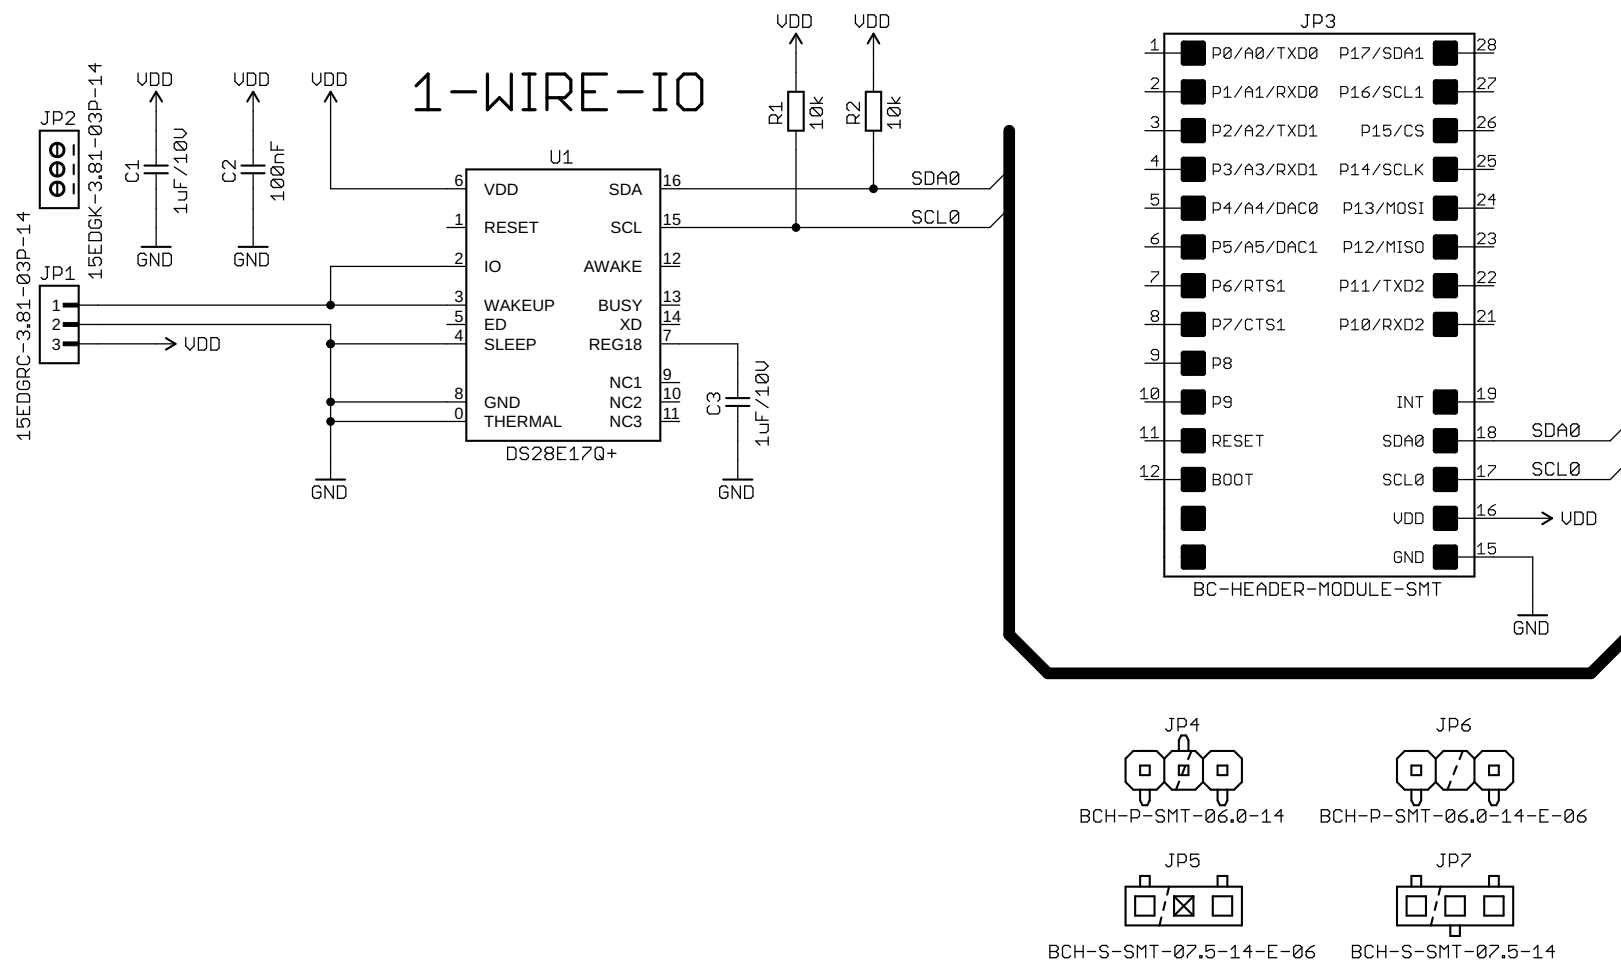 1-WIRE-IO
JP2
15EDGK-3.81-03P-14
VDD
C1
1uF/10V
GND
VDD
C2
100nF
GND
VDD
15EDGRC-3.81-03P-14
JP1
1
2
3
VDD
GND
U1
6 VDD SDA 16
1 RESET SCL 15
2 IO AWAKE 12
3 WAKEUP BUSY 13
5 ED XD 14
4 SLEEP REG18 7
NC1 9
8 GND NC2 10
0 THERMAL NC3 11
DS28E17Q+
VDD
R1
10k
VDD
R2
10k
SDA0
SCL0
C3
1uF/10V
GND
JP3
1 P0/A0/TXD0 P17/SDA1 28
2 P1/A1/RXD0 P16/SCL1 27
3 P2/A2/TXD1 P15/CS 26
4 P3/A3/RXD1 P14/SCLK 25
5 P4/A4/DAC0 P13/MOSI 24
6 P5/A5/DAC1 P12/MISO 23
7 P6/RTS1 P11/TXD2 22
8 P7/CTS1 P10/RXD2 21
9 P8
10 P9 INT 19
11 RESET SDA0 18 SDA0
12 BOOT SCL0 17 SCL0
VDD 16 VDD
GND 15
BC-HEADER-MODULE-SMT
GND
JP4
BCH-P-SMT-06.0-14
JP6
BCH-P-SMT-06.0-14-E-06
JP5
BCH-S-SMT-07.5-14-E-06
JP7
BCH-S-SMT-07.5-14